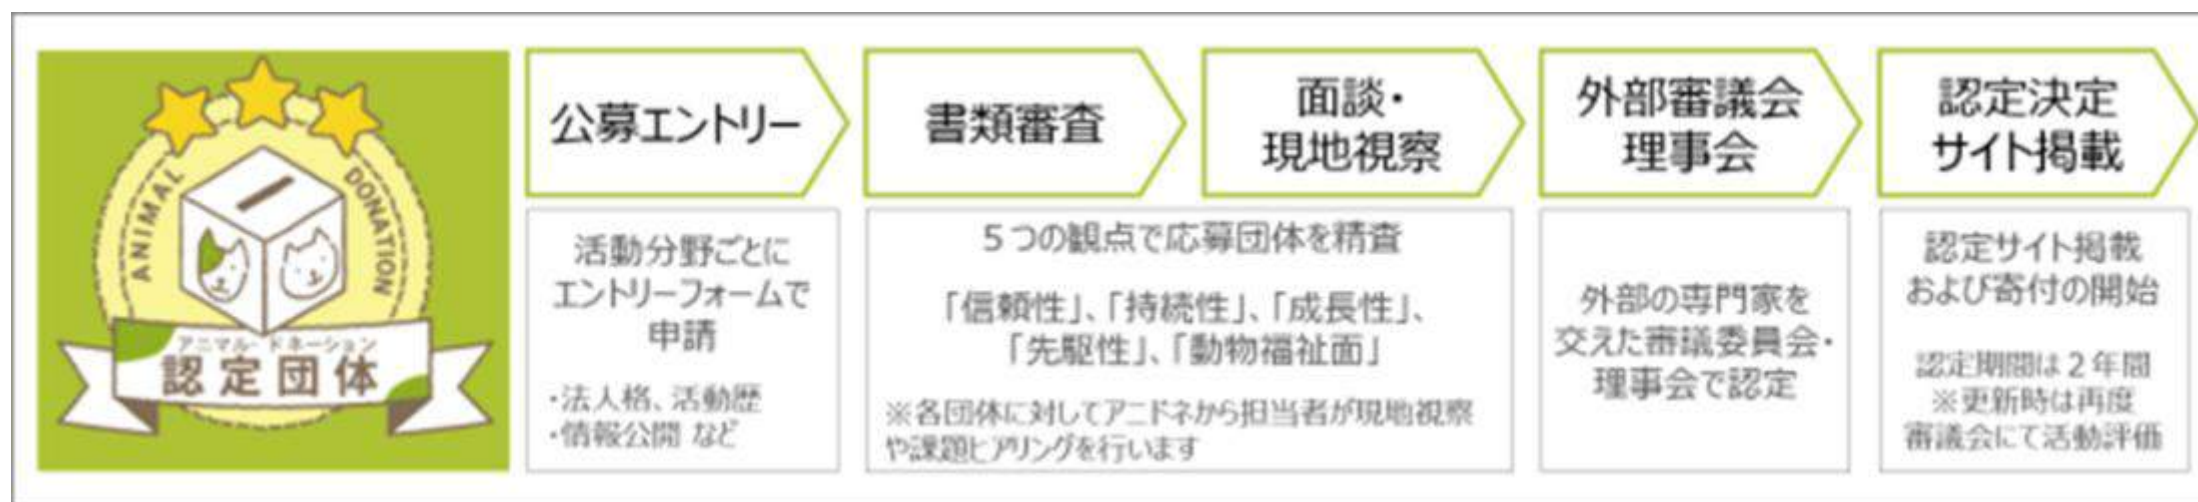 ANIMAL DONATION
アニマル・ドネーション
認定団体
公募エントリー
活動分野ごとに
エントリーフォームで
申請
・法人格、活動歴
・情報公開 など
書類審査
面談・
現地視察
5つの観点で応募団体を精査
「信頼性」、「持続性」、「成長性」、
「先駆性」、「動物福祉面」
※各団体に対してアニドネから担当者が現地視察
や課題ヒアリングを行います
外部審議会
理事会
外部の専門家を
交えた審議委員会・
理事会で認定
認定決定
サイト掲載
認定サイト掲載
および寄付の開始
認定期間は2年間
※更新時は再度
審議会にて活動評価